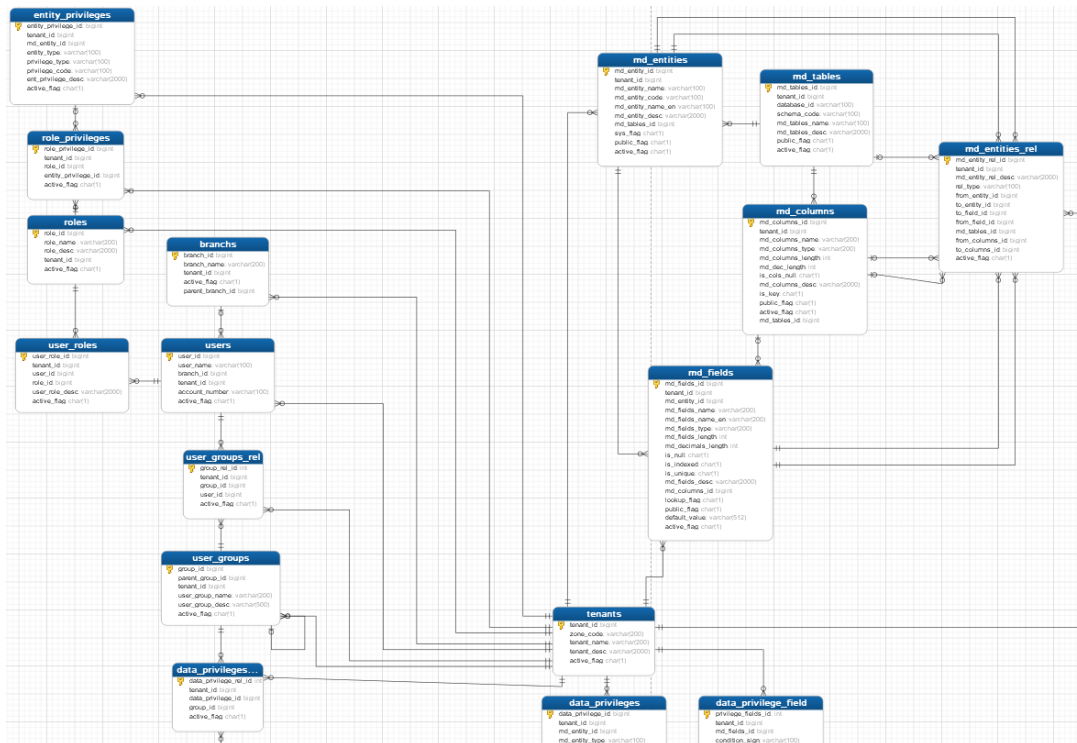 entity_privileges
entity_privilege_id: bigint
tenant_id: bigint
md_entity_id: bigint
entity_type: varchar(100)
privilege_type: varchar(100)
privilege_code: varchar(100)
ent_privilege_desc: varchar(2000)
active_flag: char(1)
role_privileges
role_privilege_id: bigint
tenant_id: bigint
role_id: bigint
entity_privilege_id: bigint
active_flag: char(1)
roles
role_id: bigint
role_name: varchar(200)
role_desc: varchar(2000)
tenant_id: bigint
active_flag: char(1)
branchs
branch_id: bigint
branch_name: varchar(200)
tenant_id: bigint
active_flag: char(1)
parent_branch_id: bigint
user_roles
user_role_id: bigint
tenant_id: bigint
user_id: bigint
role_id: bigint
user_role_desc: varchar(2000)
active_flag: char(1)
users
user_id: bigint
user_name: varchar(100)
branch_id: bigint
tenant_id: bigint
account_number: varchar(100)
active_flag: char(1)
user_groups_rel
group_rel_id: int
tenant_id: bigint
group_id: bigint
user_id: bigint
active_flag: char(1)
user_groups
group_id: bigint
parent_group_id: bigint
tenant_id: bigint
user_group_name: varchar(200)
user_group_desc: varchar(500)
active_flag: char(1)
data_privileges...
data_privilege_rel_id: int
tenant_id: bigint
data_privilege_id: bigint
group_id: bigint
active_flag: char(1)
md_entities
md_entity_id: bigint
tenant_id: bigint
md_entity_name: varchar(100)
md_entity_code: varchar(100)
md_entity_name_en: varchar(100)
md_entity_desc: varchar(2000)
md_tables_id: bigint
sys_flag: char(1)
public_flag: char(1)
active_flag: char(1)
md_tables
md_tables_id: bigint
tenant_id: bigint
database_id: varchar(100)
schema_code: varchar(100)
md_tables_name: varchar(100)
md_tables_desc: varchar(2000)
public_flag: char(1)
active_flag: char(1)
md_entities_rel
md_entity_rel_id: bigint
tenant_id: bigint
md_entity_rel_desc: varchar(2000)
rel_type: varchar(100)
from_entity_id: bigint
to_entity_id: bigint
to_field_id: bigint
from_field_id: bigint
md_tables_id: bigint
from_columns_id: bigint
to_columns_id: bigint
active_flag: char(1)
md_columns
md_columns_id: bigint
tenant_id: bigint
md_columns_name: varchar(200)
md_columns_type: varchar(200)
md_columns_length: int
md_dec_length: int
is_cols_null: char(1)
md_columns_desc: varchar(2000)
is_key: char(1)
public_flag: char(1)
active_flag: char(1)
md_tables_id: bigint
md_fields
md_fields_id: bigint
tenant_id: bigint
md_entity_id: bigint
md_fields_name: varchar(200)
md_fields_name_en: varchar(200)
md_fields_type: varchar(200)
md_fields_length: int
md_decimals_length: int
is_null: char(1)
is_indexed: char(1)
is_unique: char(1)
md_fields_desc: varchar(2000)
md_columns_id: bigint
lookup_flag: char(1)
public_flag: char(1)
default_value: varchar(512)
active_flag: char(1)
tenants
tenant_id: bigint
zone_code: varchar(200)
tenant_name: varchar(200)
tenant_desc: varchar(2000)
active_flag: char(1)
data_privileges
data_privilege_id: bigint
tenant_id: bigint
md_entity_id: bigint
md_entity_type: varchar(100)
data_privilege_field
privilege_fields_id: int
tenant_id: bigint
md_fields_id: bigint
condition_sign: varchar(100)